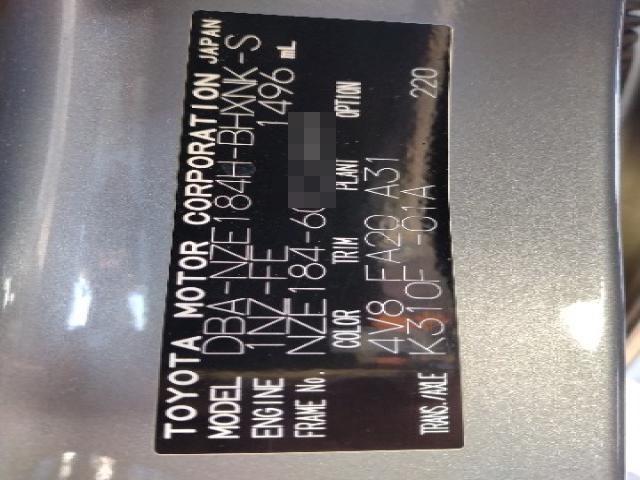 TOYOTA MOTOR CORPORATION JAPAN
MODEL DBA-NZE184H-BHXNK-S
ENGINE 1NZ-FE 1496 mL
FRAME No. NZE184-6
COLOR TRIM PLANT OPTION
4V8 FA20 A31 220
TRANS./AXLE K310F -01A